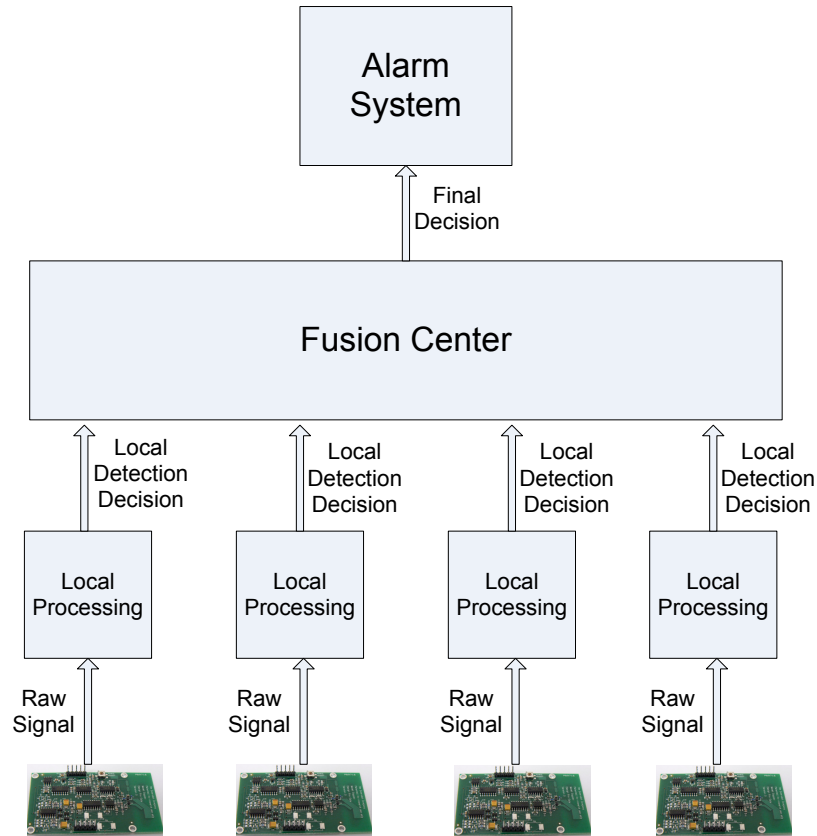 Alarm
System
Final
Decision
Fusion Center
Local
Detection
Decision
Local
Detection
Decision
Local
Detection
Decision
Local
Detection
Decision
Local
Processing
Local
Processing
Local
Processing
Local
Processing
Raw
Signal
Raw
Signal
Raw
Signal
Raw
Signal